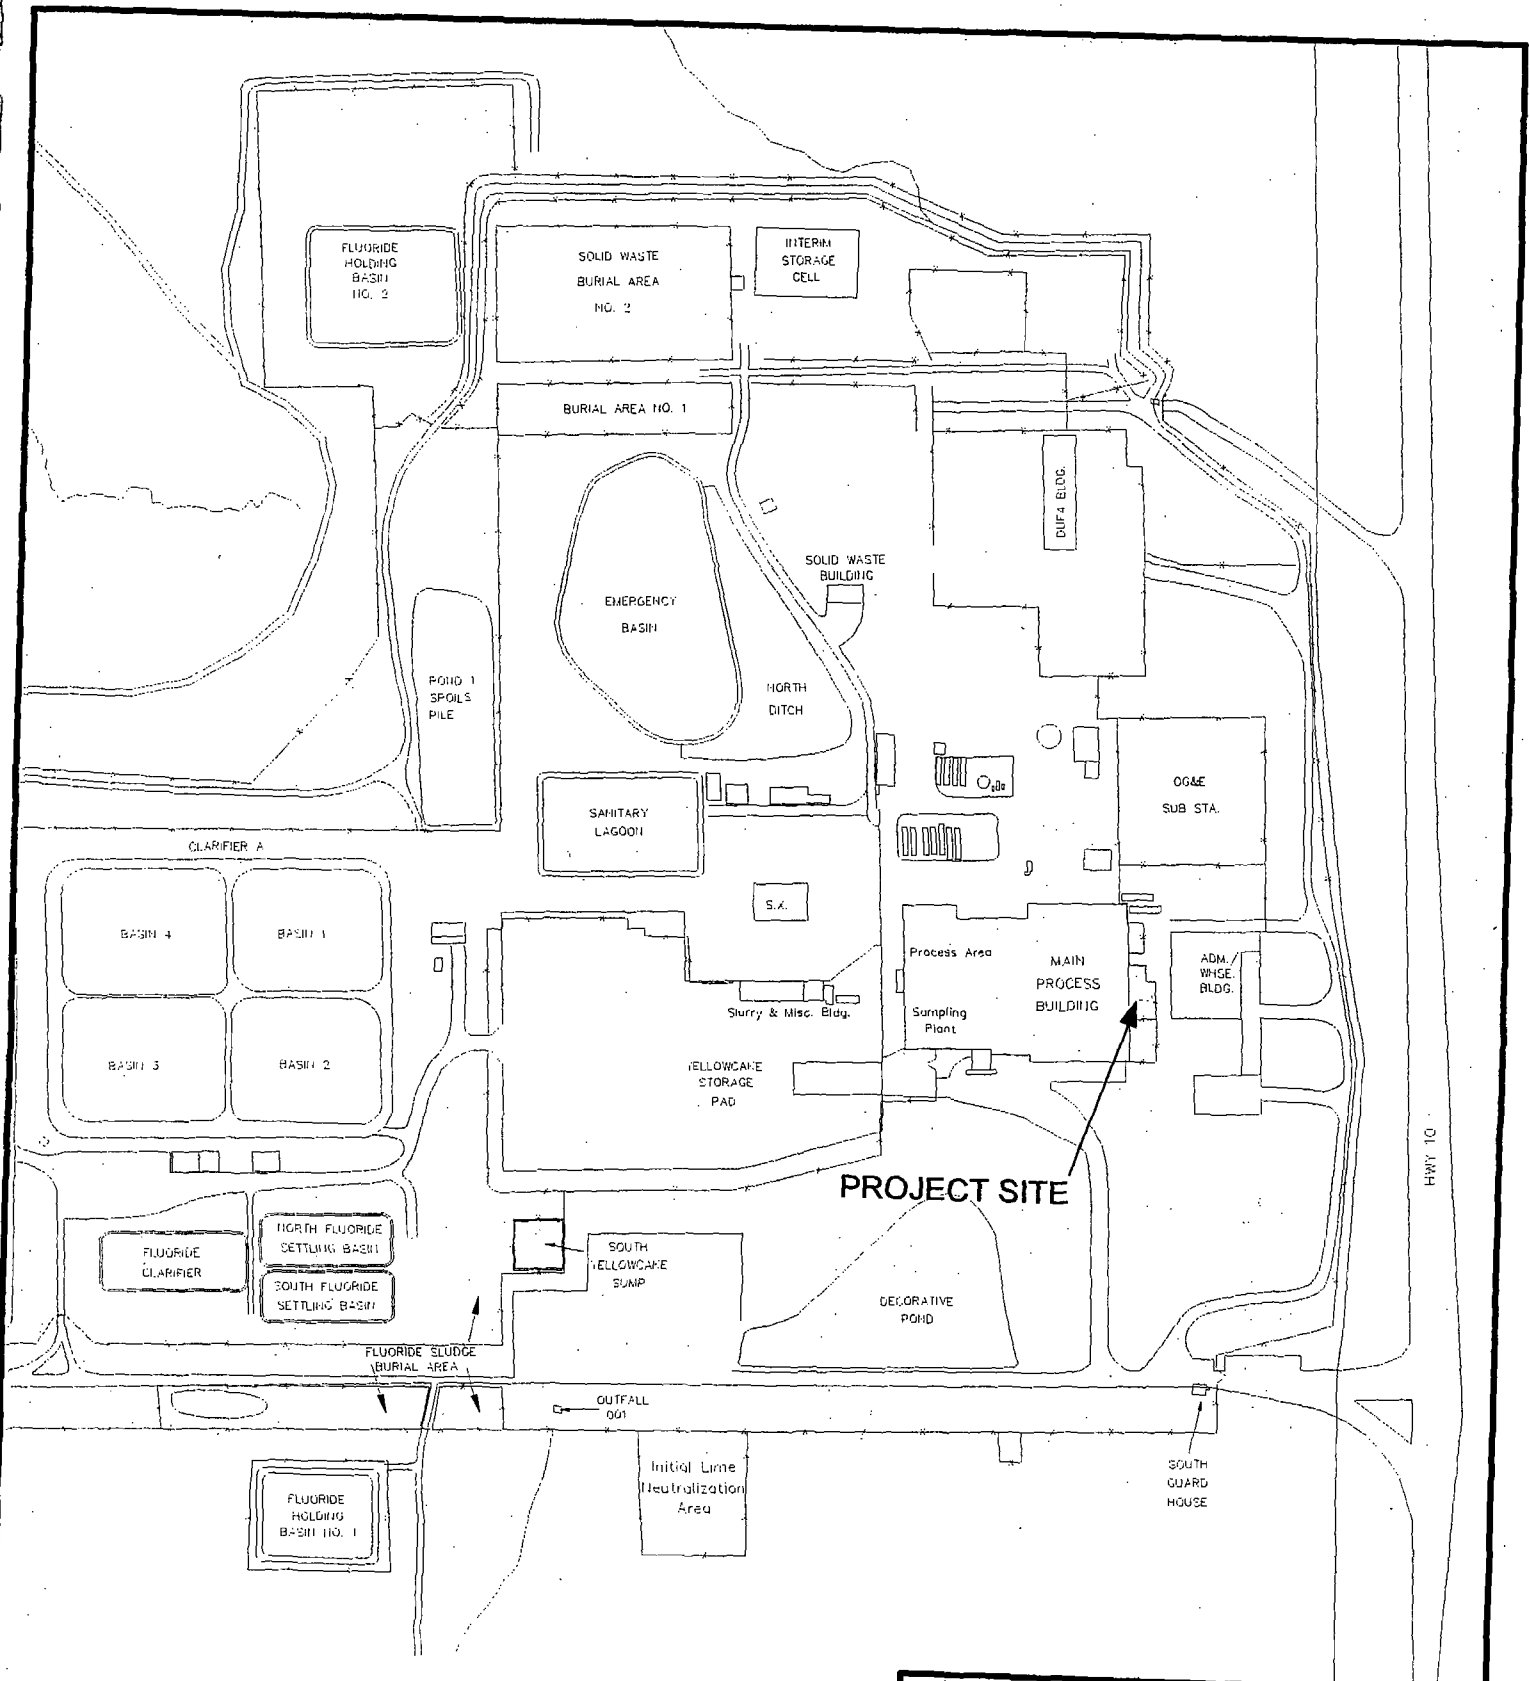 FLUORIDE
HOLDING
BASIN
NO. 2
SOLID WASTE
BURIAL AREA
NO. 2
INTERIM
STORAGE
CELL
BURIAL AREA NO. 1
DUF4 BLDG.
SOLID WASTE
BUILDING
EMERGENCY
BASIN
POND 1
SPOILS
PILE
NORTH
DITCH
OG&E
SUB STA.
SANITARY
LAGOON
CLARIFIER A
S.X.
BASIN 4
BASIN 1
Process Area
MAIN
PROCESS
BUILDING
ADM./
WHSE.
BLDG.
Slurry & Misc. Bldg.
Sampling
Plant
BASIN 3
BASIN 2
YELLOWCAKE
STORAGE
PAD
HWY 10
PROJECT SITE
NORTH FLUORIDE
SETTLING BASIN
FLUORIDE
CLARIFIER
SOUTH FLUORIDE
SETTLING BASIN
SOUTH
YELLOWCAKE
SUMP
DECORATIVE
POND
FLUORIDE SLUDGE
BURIAL AREA
OUTFALL
001
Initial Lime
Neutralization
Area
SOUTH
GUARD
HOUSE
FLUORIDE
HOLDING
BASIN NO. 1